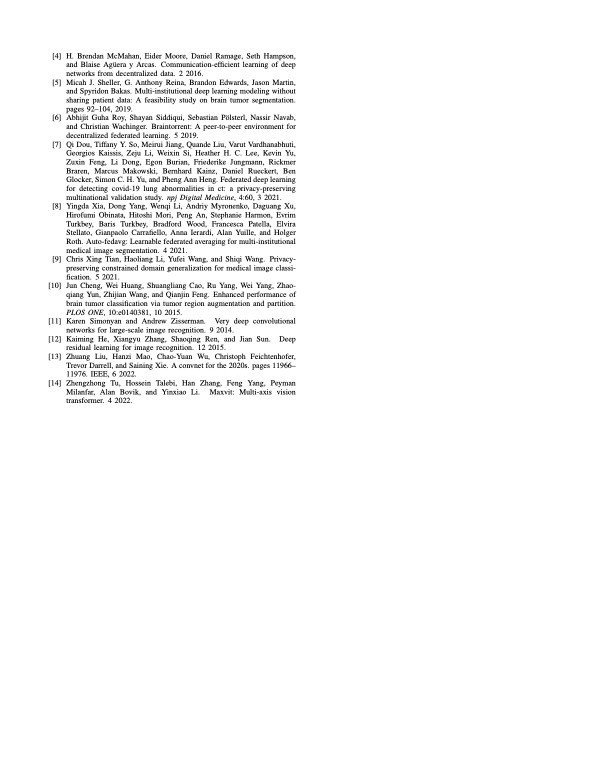 [4] H. Brendan McMahan, Eider Moore, Daniel Ramage, Seth Hampson,
and Blaise Agüera y Arcas. Communication-efficient learning of deep
networks from decentralized data. 2 2016.
[5] Micah J. Sheller, G. Anthony Reina, Brandon Edwards, Jason Martin,
and Spyridon Bakas. Multi-institutional deep learning modeling without
sharing patient data: A feasibility study on brain tumor segmentation.
pages 92–104, 2019.
[6] Abhijit Guha Roy, Shayan Siddiqui, Sebastian Pölsterl, Nassir Navab,
and Christian Wachinger. Braintorrent: A peer-to-peer environment for
decentralized federated learning. 5 2019.
[7] Qi Dou, Tiffany Y. So, Meirui Jiang, Quande Liu, Varut Vardhanabhuti,
Georgios Kaissis, Zeju Li, Weixin Si, Heather H. C. Lee, Kevin Yu,
Zuxin Feng, Li Dong, Egon Burian, Friederike Jungmann, Rickmer
Braren, Marcus Makowski, Bernhard Kainz, Daniel Rueckert, Ben
Glocker, Simon C. H. Yu, and Pheng Ann Heng. Federated deep learning
for detecting covid-19 lung abnormalities in ct: a privacy-preserving
multinational validation study. npj Digital Medicine, 4:60, 3 2021.
[8] Yingda Xia, Dong Yang, Wenqi Li, Andriy Myronenko, Daguang Xu,
Hirofumi Obinata, Hitoshi Mori, Peng An, Stephanie Harmon, Evrim
Turkbey, Baris Turkbey, Bradford Wood, Francesca Patella, Elvira
Stellato, Gianpaolo Carrafiello, Anna Ierardi, Alan Yuille, and Holger
Roth. Auto-fedavg: Learnable federated averaging for multi-institutional
medical image segmentation. 4 2021.
[9] Chris Xing Tian, Haoliang Li, Yufei Wang, and Shiqi Wang. Privacy-
preserving constrained domain generalization for medical image classi-
fication. 5 2021.
[10] Jun Cheng, Wei Huang, Shuangliang Cao, Ru Yang, Wei Yang, Zhao-
qiang Yun, Zhijian Wang, and Qianjin Feng. Enhanced performance of
brain tumor classification via tumor region augmentation and partition.
PLOS ONE, 10:e0140381, 10 2015.
[11] Karen Simonyan and Andrew Zisserman. Very deep convolutional
networks for large-scale image recognition. 9 2014.
[12] Kaiming He, Xiangyu Zhang, Shaoqing Ren, and Jian Sun. Deep
residual learning for image recognition. 12 2015.
[13] Zhuang Liu, Hanzi Mao, Chao-Yuan Wu, Christoph Feichtenhofer,
Trevor Darrell, and Saining Xie. A convnet for the 2020s. pages 11966–
11976. IEEE, 6 2022.
[14] Zhengzhong Tu, Hossein Talebi, Han Zhang, Feng Yang, Peyman
Milanfar, Alan Bovik, and Yinxiao Li. Maxvit: Multi-axis vision
transformer. 4 2022.